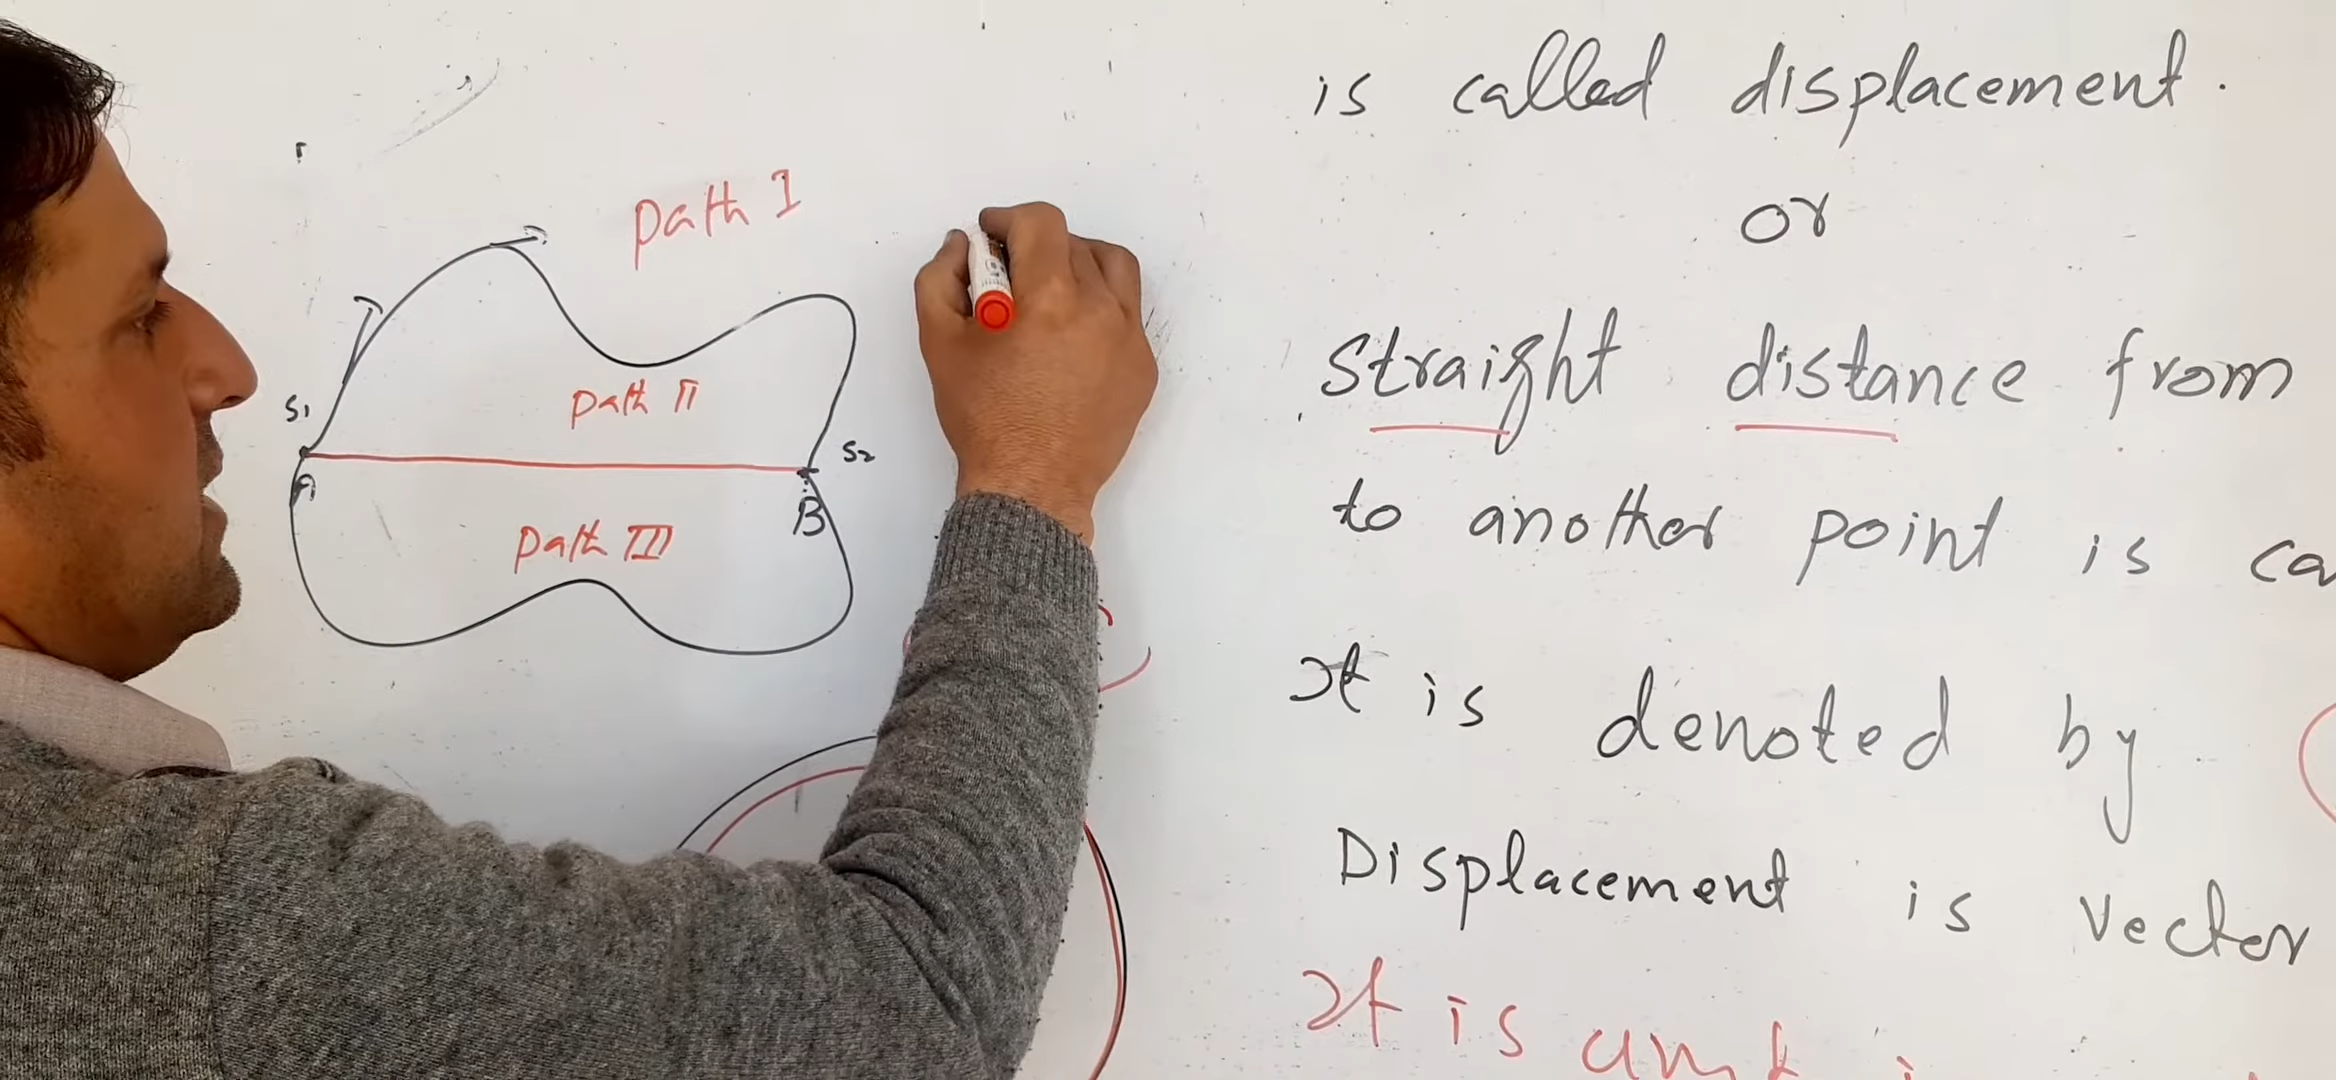 is called displacement.
or
Straight distance from
to another point is
It is denoted by
Displacement is vector
It is unit
path I
path II
S1
S2
A
B
path III